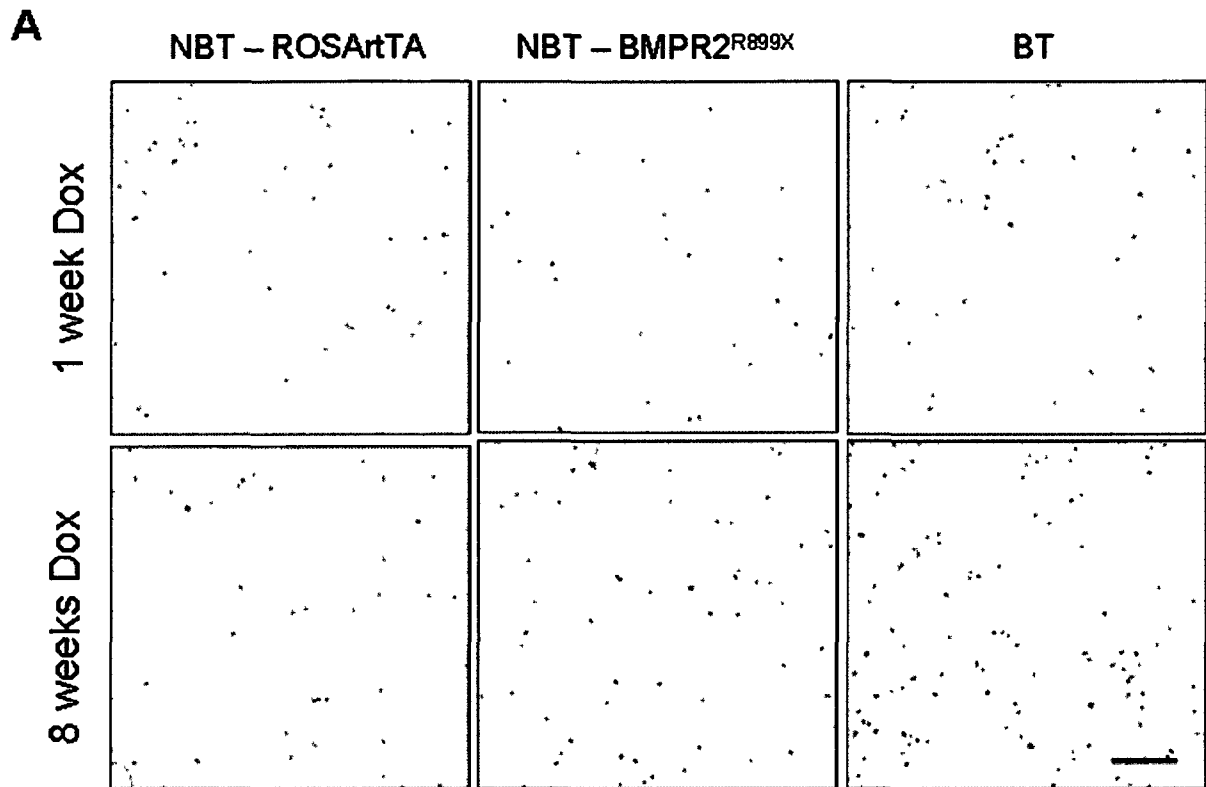 A
NBT – ROSArtTA NBT – BMPR2R899X BT
1 week Dox
8 weeks Dox